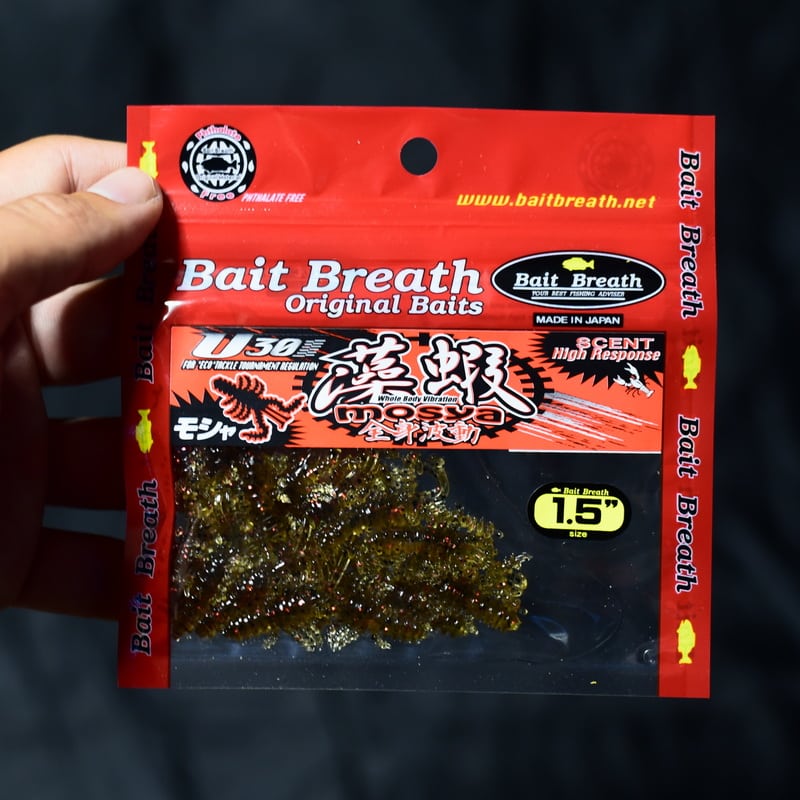 Phthalate
Free
PHTHALATE FREE
www.baitbreath.net
Bait Breath
Original Baits
Bait Breath
YOUR BEST FISHING ADVISER
MADE IN JAPAN
U30
FOR "ECO" TACKLE TOURNAMENT REGULATION
藻蝦
Whole Body Vibration
mosya
全身波動
モシャ
SCENT
High Response
Bait Breath
1.5"
size
Bait Breath
Bait Breath
Bait Breath
Bait Breath